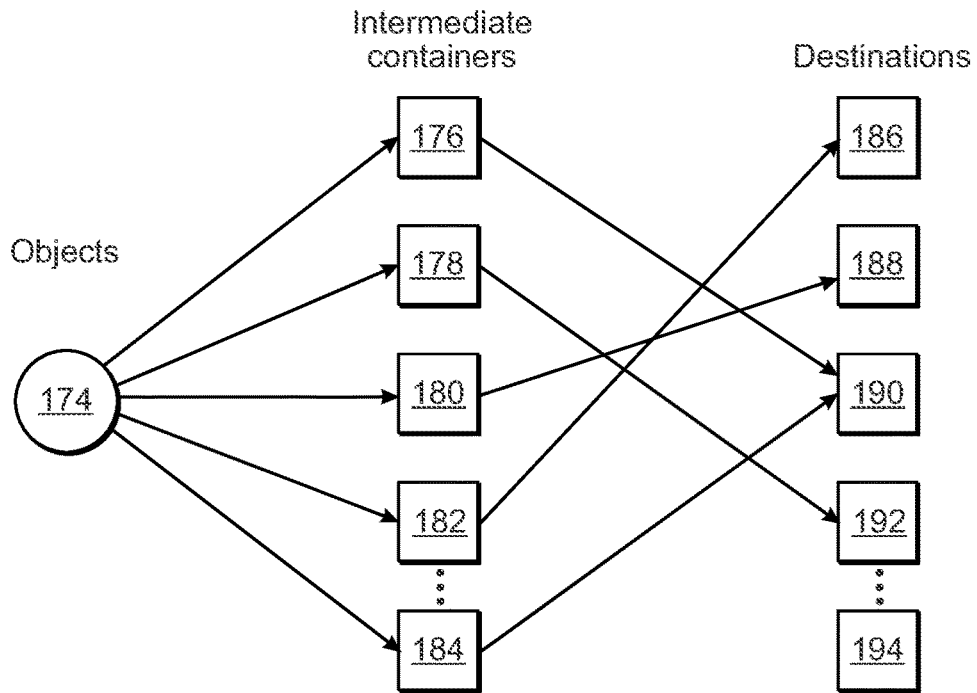 Intermediate
containers
Destinations
176
186
Objects
178
188
174
180
190
182
192
184
194